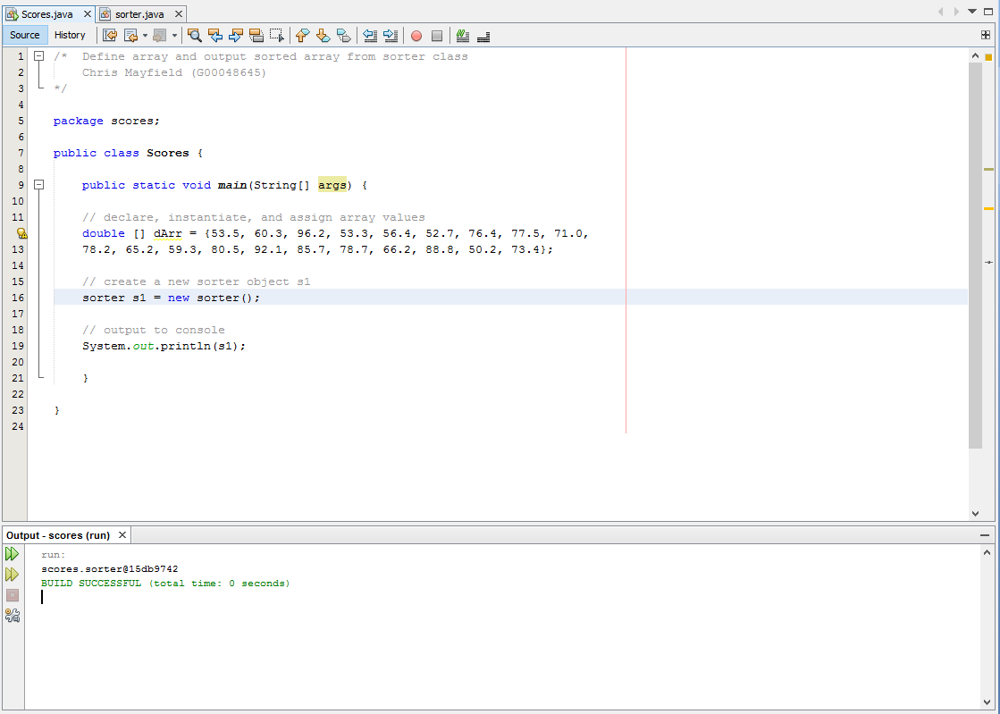 Scores.java sorter.java
Source History
1 /*  Define array and output sorted array from sorter class
2     Chris Mayfield (G00048645)
3 */
4
5 package scores;
6
7 public class Scores {
8
9     public static void main(String[] args) {
10
11     // declare, instantiate, and assign array values
    double [] dArr = {53.5, 60.3, 96.2, 53.3, 56.4, 52.7, 76.4, 77.5, 71.0,
13     78.2, 65.2, 59.3, 80.5, 92.1, 85.7, 78.7, 66.2, 88.8, 50.2, 73.4};
14
15     // create a new sorter object s1
16     sorter s1 = new sorter();
17
18     // output to console
19     System.out.println(s1);
20
21     }
22
23 }
24
Output - scores (run)
run:
scores.sorter@15db9742
BUILD SUCCESSFUL (total time: 0 seconds)